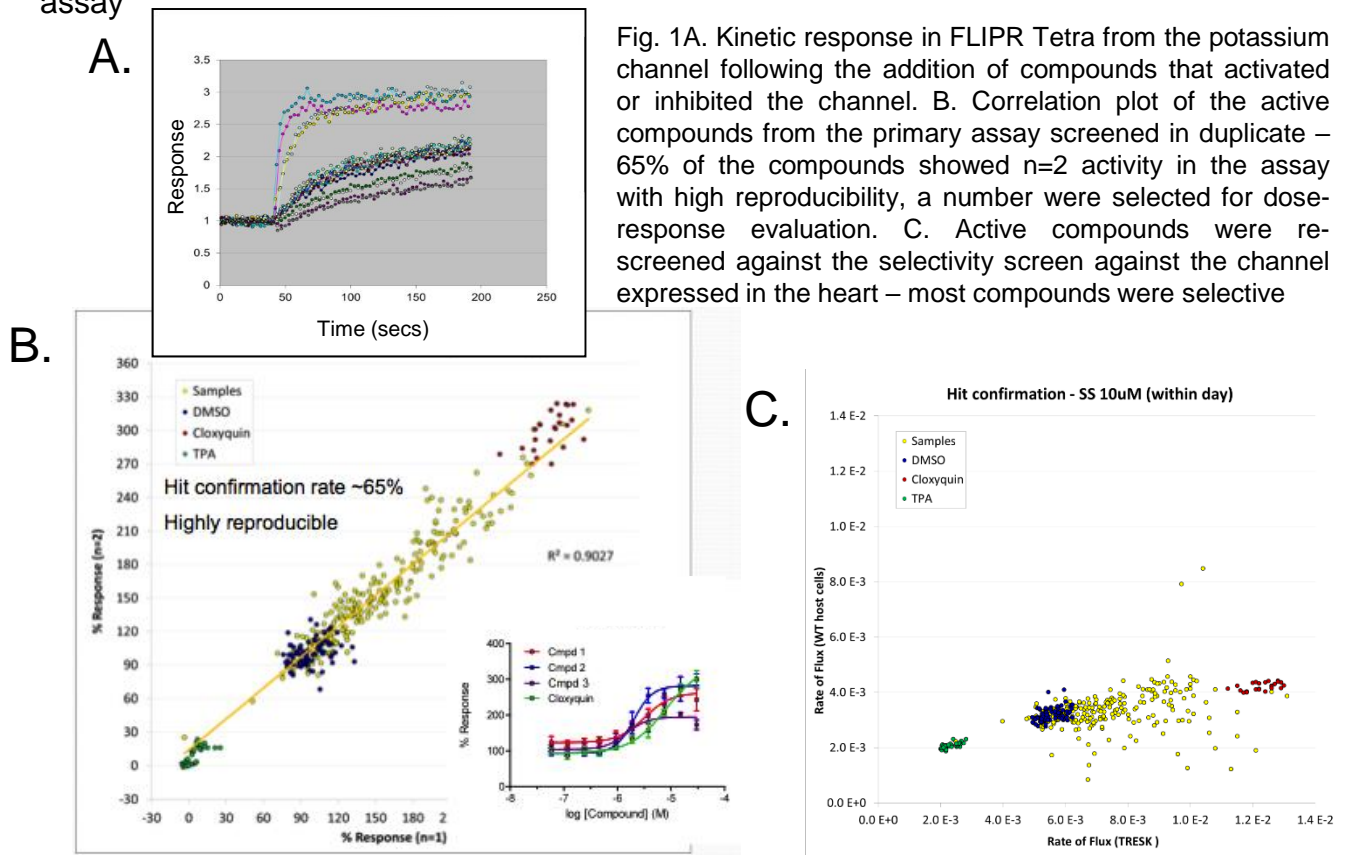 assay
A.
3.5
3
2.5
2
1.5
1
0.5
0
0 50 100 150 200 250
Response
Time (secs)
Fig. 1A. Kinetic response in FLIPR Tetra from the potassium
channel following the addition of compounds that activated
or inhibited the channel. B. Correlation plot of the active
compounds from the primary assay screened in duplicate –
65% of the compounds showed n=2 activity in the assay
with high reproducibility, a number were selected for dose-
response evaluation. C. Active compounds were re-
screened against the selectivity screen against the channel
expressed in the heart – most compounds were selective
B.
360
330
300
270
240
210
180
150
120
90
60
30
0
-30
-30 0 30 60 90 120 150 180 2
% Response (n=2)
% Response (n=1)
Samples
DMSO
Cloxyquin
TPA
Hit confirmation rate ~65%
Highly reproducible
R² = 0.9027
400
300
200
100
0
-8 -7 -6 -5 -4
% Response
log [Compound] (M)
Cmpd 1
Cmpd 2
Cmpd 3
Cloxyquin
C.
Hit confirmation - SS 10uM (within day)
1.4 E-2
1.2 E-2
1.0 E-2
8.0 E-3
6.0 E-3
4.0 E-3
2.0 E-3
0.0 E+0
0.0 E+0 2.0 E-3 4.0 E-3 6.0 E-3 8.0 E-3 1.0 E-2 1.2 E-2 1.4 E-2
Rate of Flux (WT host cells)
Rate of Flux (TRESK )
Samples
DMSO
Cloxyquin
TPA